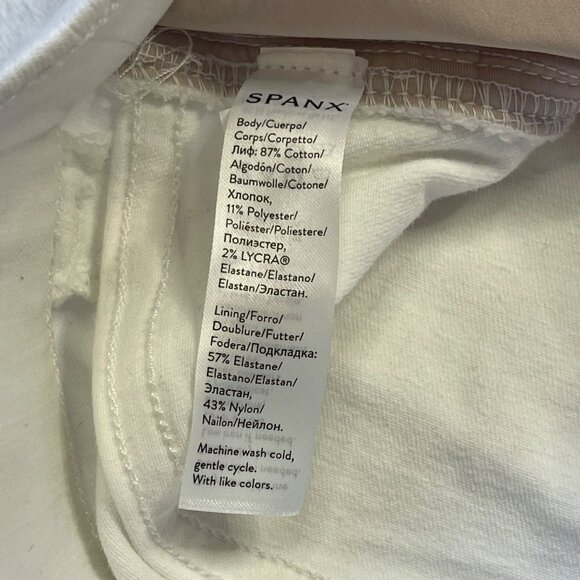 SPANX
Body/Cuerpo/
Corps/Corpetto/
Лиф: 87% Cotton/
Algodón/Coton/
Baumwolle/Cotone/
Хлопок,
11% Polyester/
Poliéster/Poliestere/
Полиэстер,
2% LYCRA®
Elastane/Elastano/
Elastan/Эластан.
Lining/Forro/
Doublure/Futter/
Fodera/Подкладка:
57% Elastane/
Elastano/Elastan/
Эластан,
43% Nylon/
Nailon/Нейлон.
Machine wash cold,
gentle cycle.
With like colors.